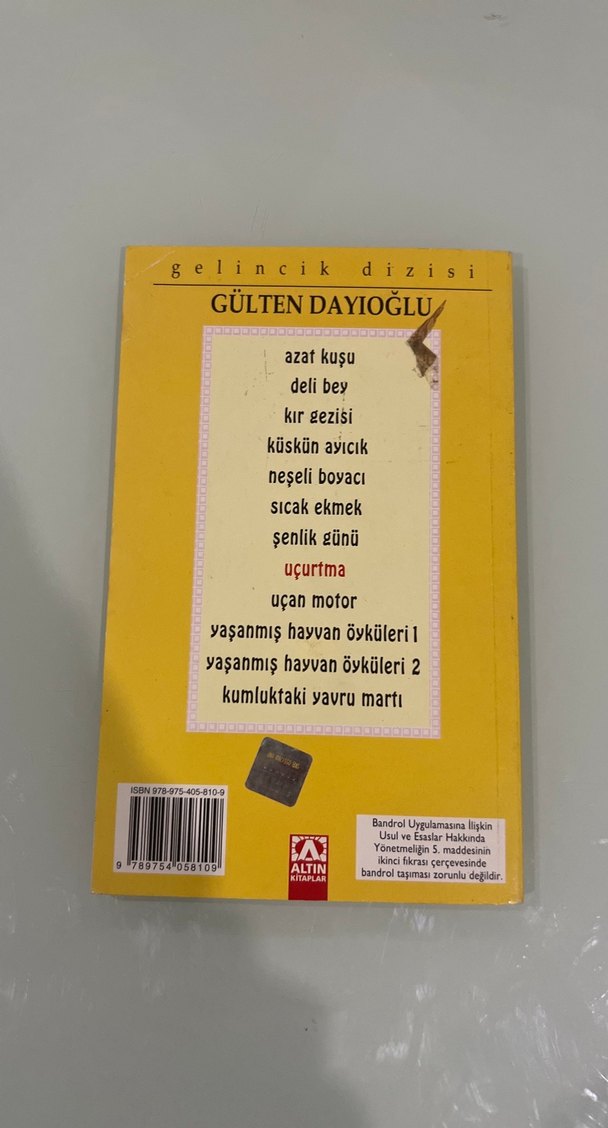 gelincik dizisi
GÜLTEN DAYIOĞLU
azat kuşu
deli bey
kır gezisi
küskün ayıcık
neşeli boyacı
sıcak ekmek
şenlik günü
uçurtma
uçan motor
yaşanmış hayvan öyküleri 1
yaşanmış hayvan öyküleri 2
kumluktaki yavru martı
ISBN 978-975-405-810-9
9 789754 058109
ALTIN
KİTAPLAR
Bandrol Uygulamasına İlişkin
Usul ve Esaslar Hakkında
Yönetmeliğin 5. maddesinin
ikinci fıkrası çerçevesinde
bandrol taşıması zorunlu değildir.